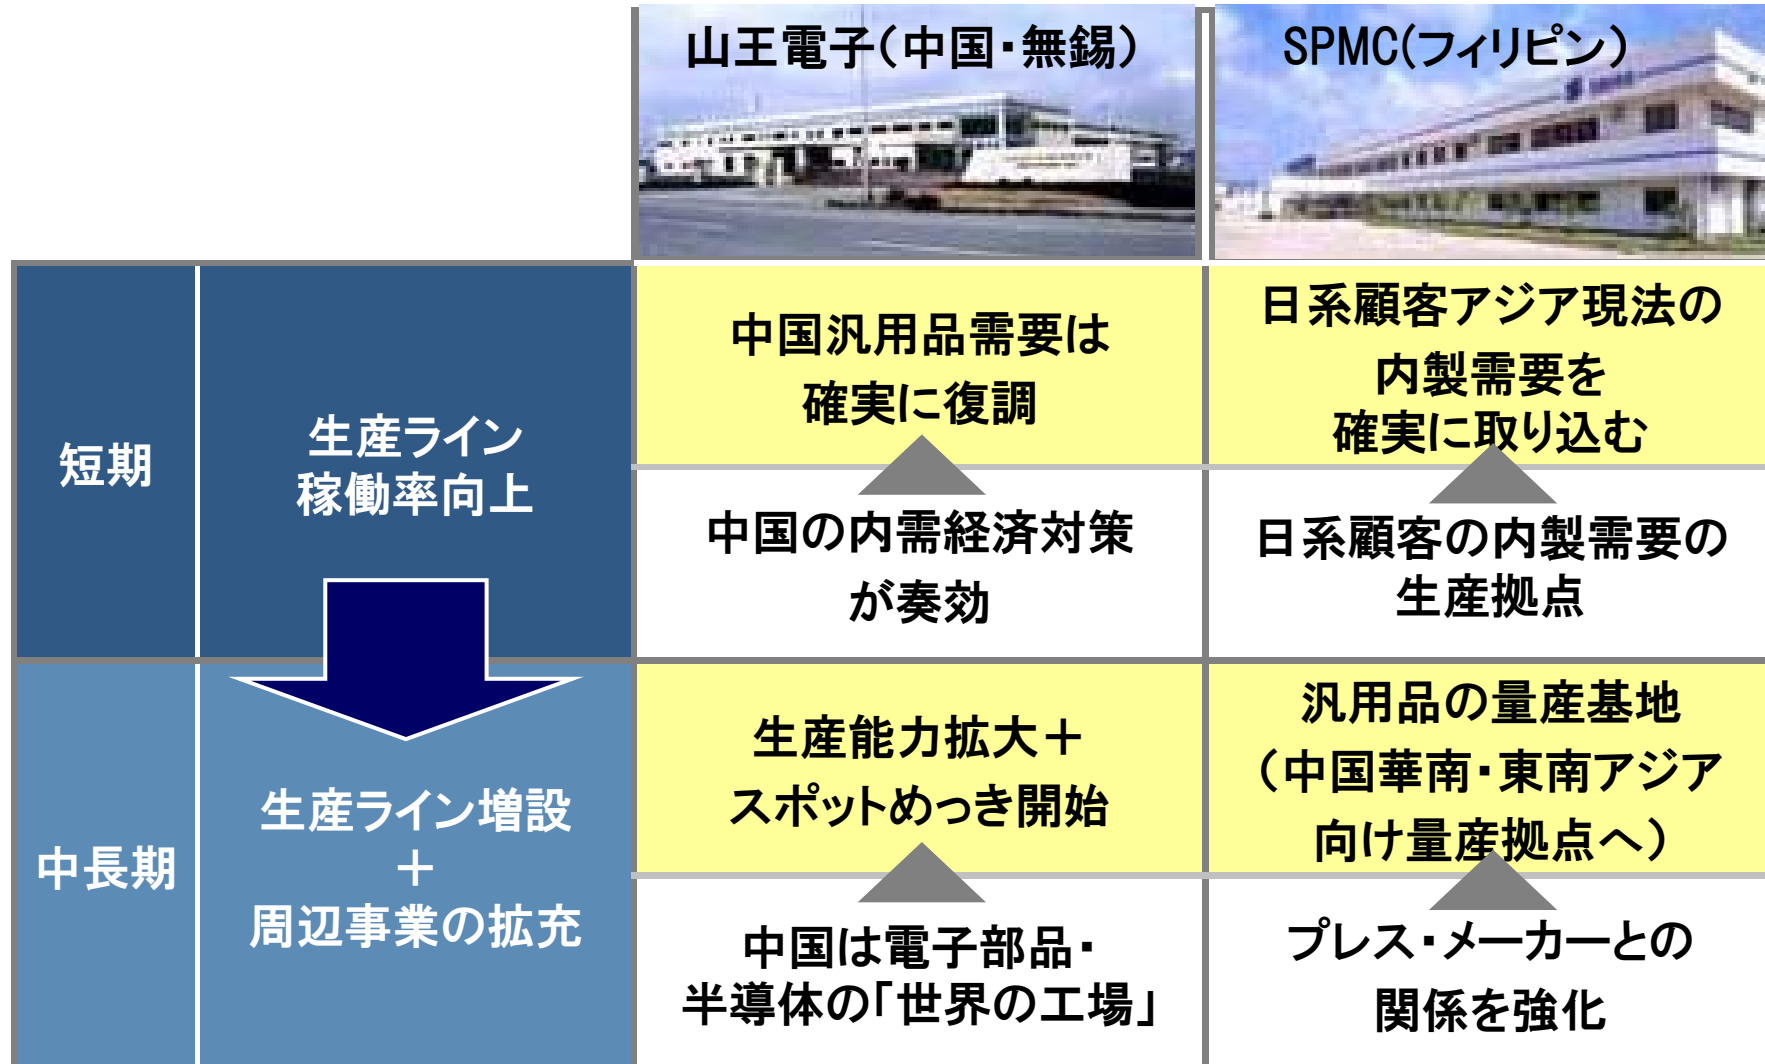 山王電子（中国・無錫）
SPMC(フィリピン）
短期
生産ライン
稼働率向上
中国汎用品需要は
確実に復調
日系顧客アジア現法の
内製需要を
確実に取り込む
中国の内需経済対策
が奏効
日系顧客の内製需要の
生産拠点
中長期
生産ライン増設
＋
周辺事業の拡充
生産能力拡大＋
スポットめっき開始
汎用品の量産基地
（中国華南・東南アジア
向け量産拠点へ）
中国は電子部品・
半導体の「世界の工場」
プレス・メーカーとの
関係を強化